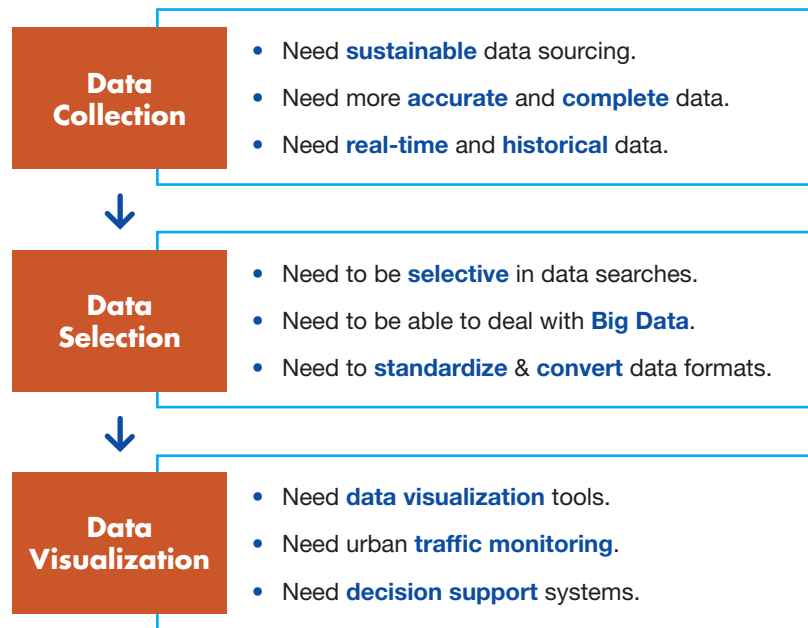 Data
Collection
• Need sustainable data sourcing.
• Need more accurate and complete data.
• Need real-time and historical data.
Data
Selection
• Need to be selective in data searches.
• Need to be able to deal with Big Data.
• Need to standardize & convert data formats.
Data
Visualization
• Need data visualization tools.
• Need urban traffic monitoring.
• Need decision support systems.